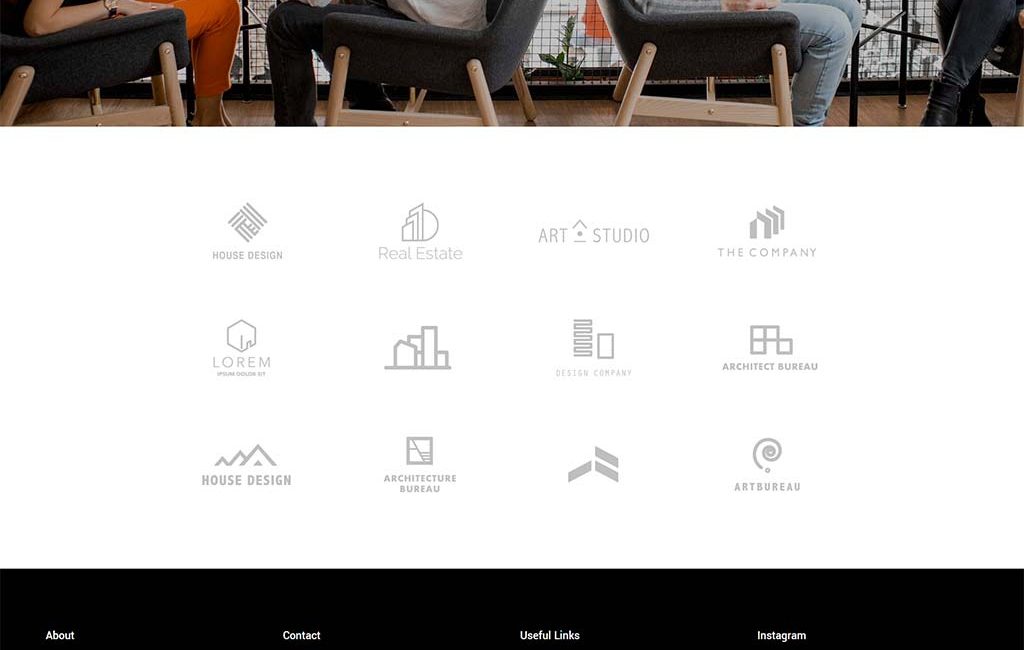 HOUSE DESIGN
Real Estate
ART STUDIO
THE COMPANY
LOREM
IPSUM DOLOR SIT
DESIGN COMPANY
ARCHITECT BUREAU
HOUSE DESIGN
ARCHITECTURE
BUREAU
ARTBUREAU
About
Contact
Useful Links
Instagram